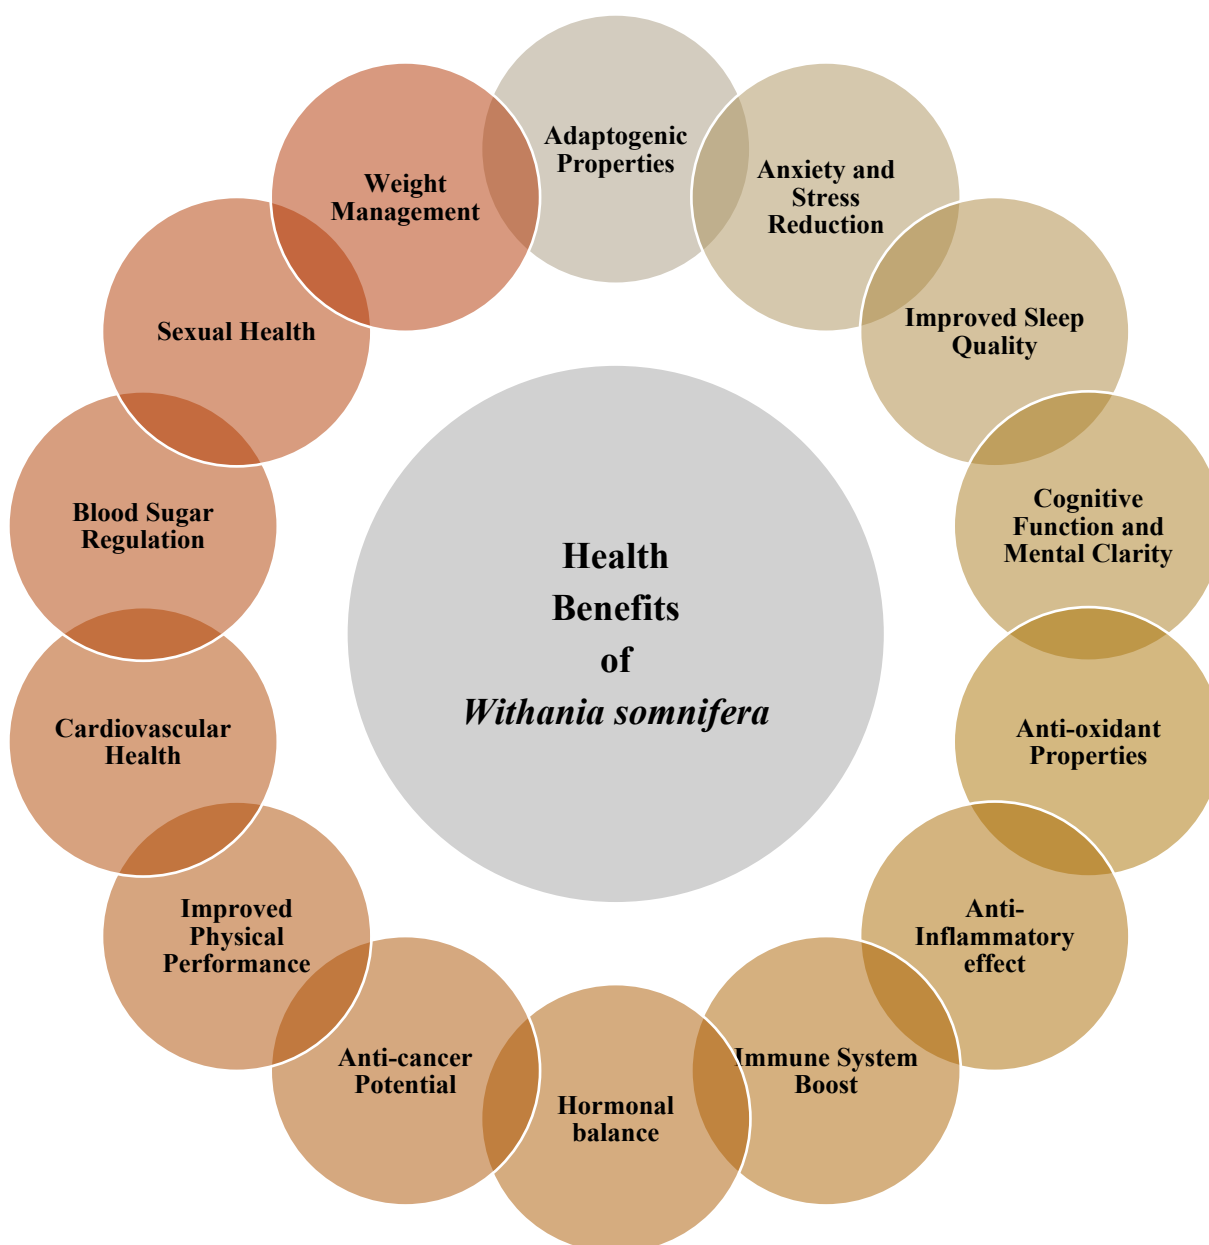 Adaptogenic
Properties
Anxiety and
Stress
Reduction
Improved Sleep
Quality
Cognitive
Function and
Mental Clarity
Anti-oxidant
Properties
Anti-
Inflammatory
effect
Immune System
Boost
Hormonal
balance
Anti-cancer
Potential
Improved
Physical
Performance
Cardiovascular
Health
Blood Sugar
Regulation
Sexual Health
Weight
Management
Health
Benefits
of
Withania somnifera